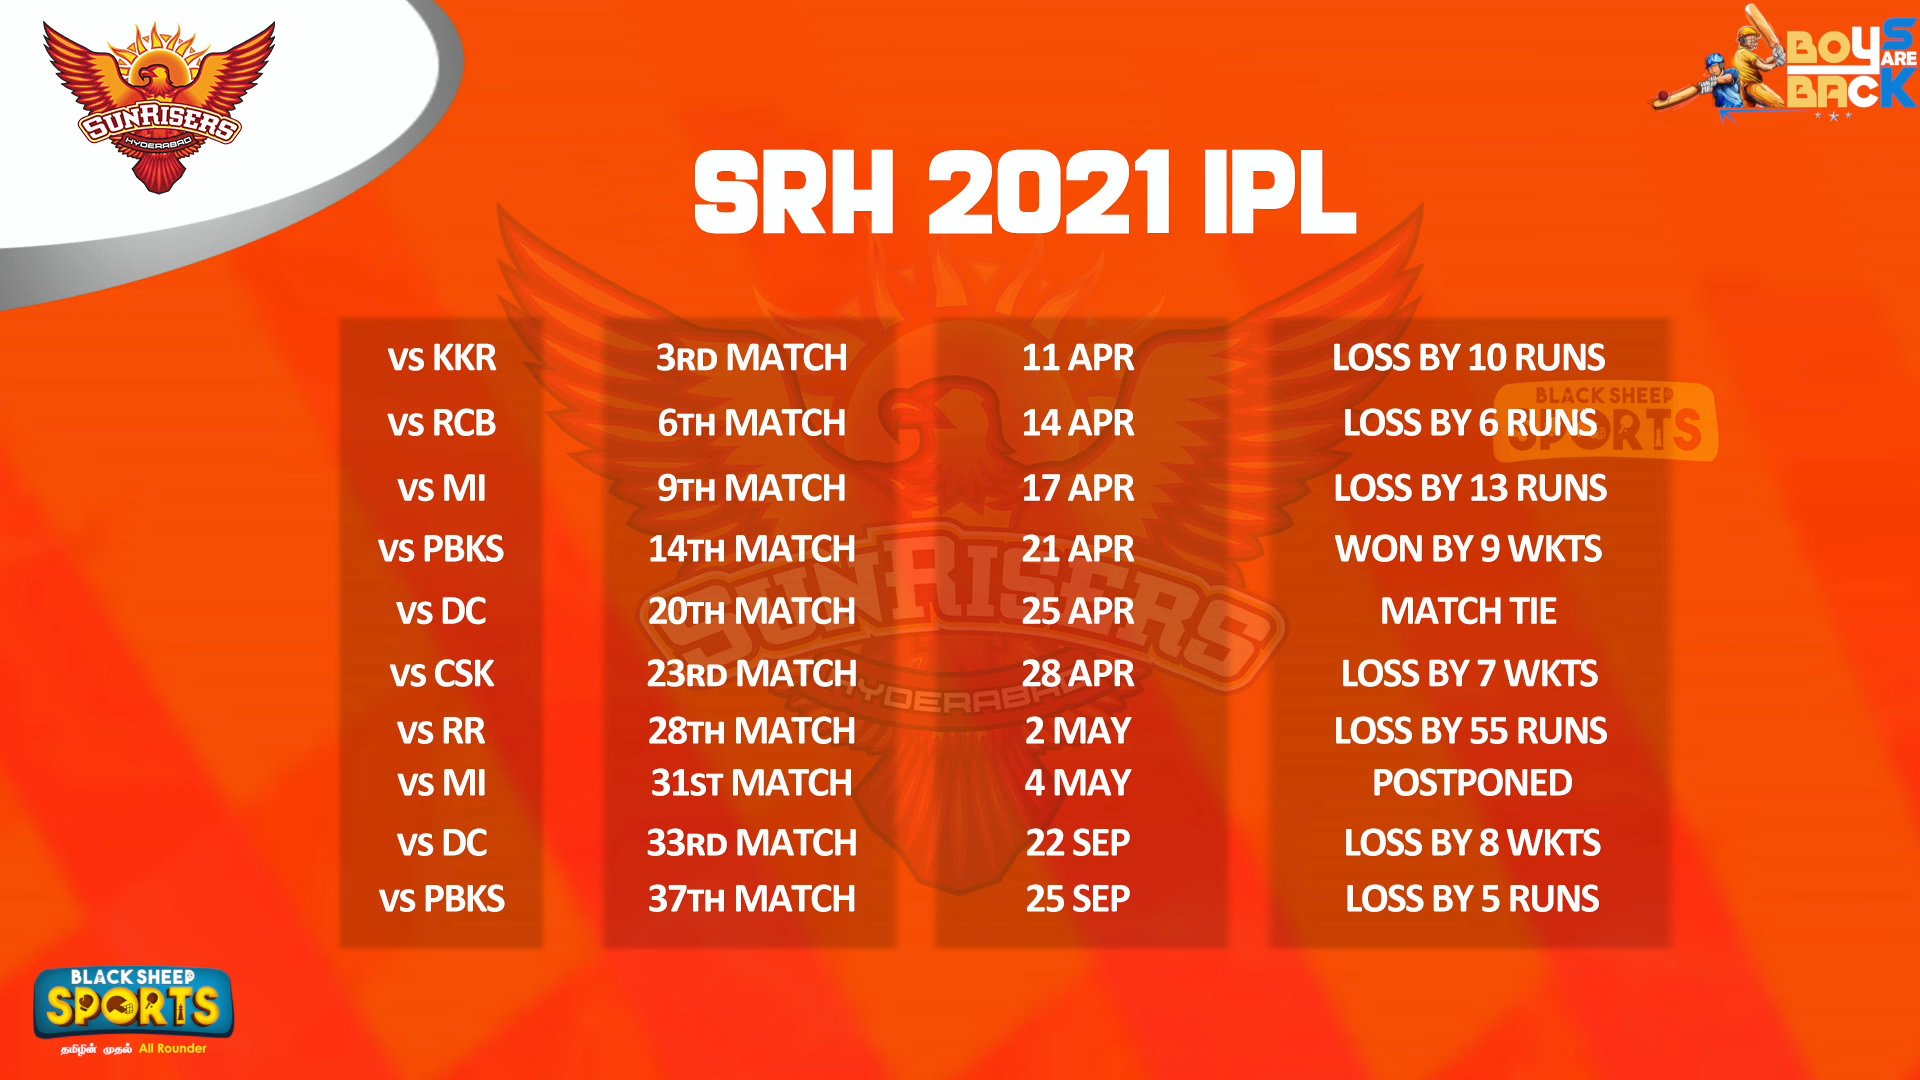 SUNRISERS
HYDERABAD
BOYS
ARE
BACK
SRH 2021 IPL
VS KKR 3RD MATCH 11 APR LOSS BY 10 RUNS
BLACK SHEEP
SPORTS
VS RCB 6TH MATCH 14 APR LOSS BY 6 RUNS
VS MI 9TH MATCH 17 APR LOSS BY 13 RUNS
VS PBKS 14TH MATCH 21 APR WON BY 9 WKTS
SUNRISERS
VS DC 20TH MATCH 25 APR MATCH TIE
VS CSK 23RD MATCH 28 APR LOSS BY 7 WKTS
HYDERABAD
VS RR 28TH MATCH 2 MAY LOSS BY 55 RUNS
VS MI 31ST MATCH 4 MAY POSTPONED
VS DC 33RD MATCH 22 SEP LOSS BY 8 WKTS
VS PBKS 37TH MATCH 25 SEP LOSS BY 5 RUNS
BLACK SHEEP
SPORTS
தமிழின் முதல் All Rounder